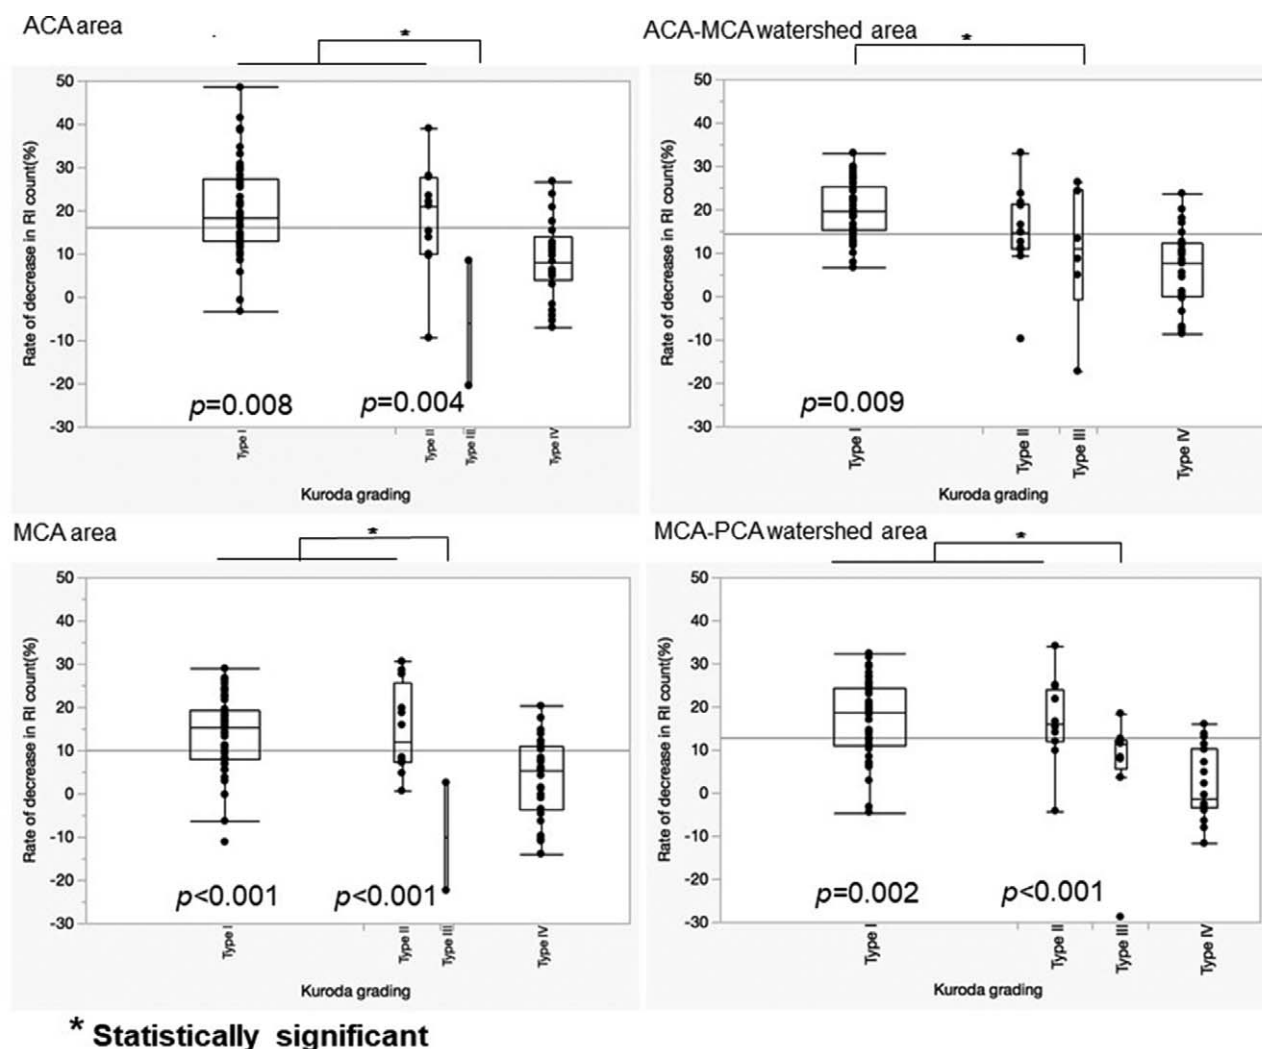 ACA area
*
Rate of decrease in RI count(%)
50
40
30
20
10
0
-10
-20
-30
p=0.008
p=0.004
Type I
Type II
Type III
Type IV
Kuroda grading
ACA-MCA watershed area
*
Rate of decrease in RI count(%)
50
40
30
20
10
0
-10
-20
-30
p=0.009
Type I
Type II
Type III
Type IV
Kuroda grading
MCA area
*
Rate of decrease in RI count(%)
50
40
30
20
10
0
-10
-20
-30
p<0.001
p<0.001
Type I
Type II
Type III
Type IV
Kuroda grading
MCA-PCA watershed area
*
Rate of decrease in RI count(%)
50
40
30
20
10
0
-10
-20
-30
p=0.002
p<0.001
Type I
Type II
Type III
Type IV
Kuroda grading
* Statistically significant